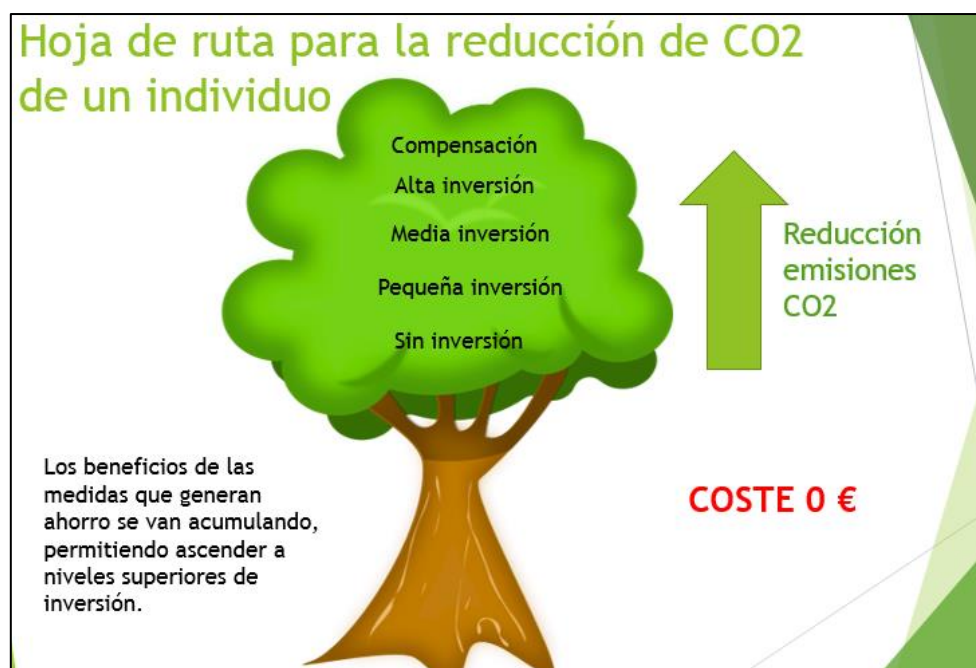 Hoja de ruta para la reducción de CO2
de un individuo
Compensación
Alta inversión
Media inversión
Pequeña inversión
Sin inversión
Reducción
emisiones
CO2
Los beneficios de las
medidas que generan
ahorro se van acumulando,
permitiendo ascender a
niveles superiores de
inversión.
COSTE 0 €